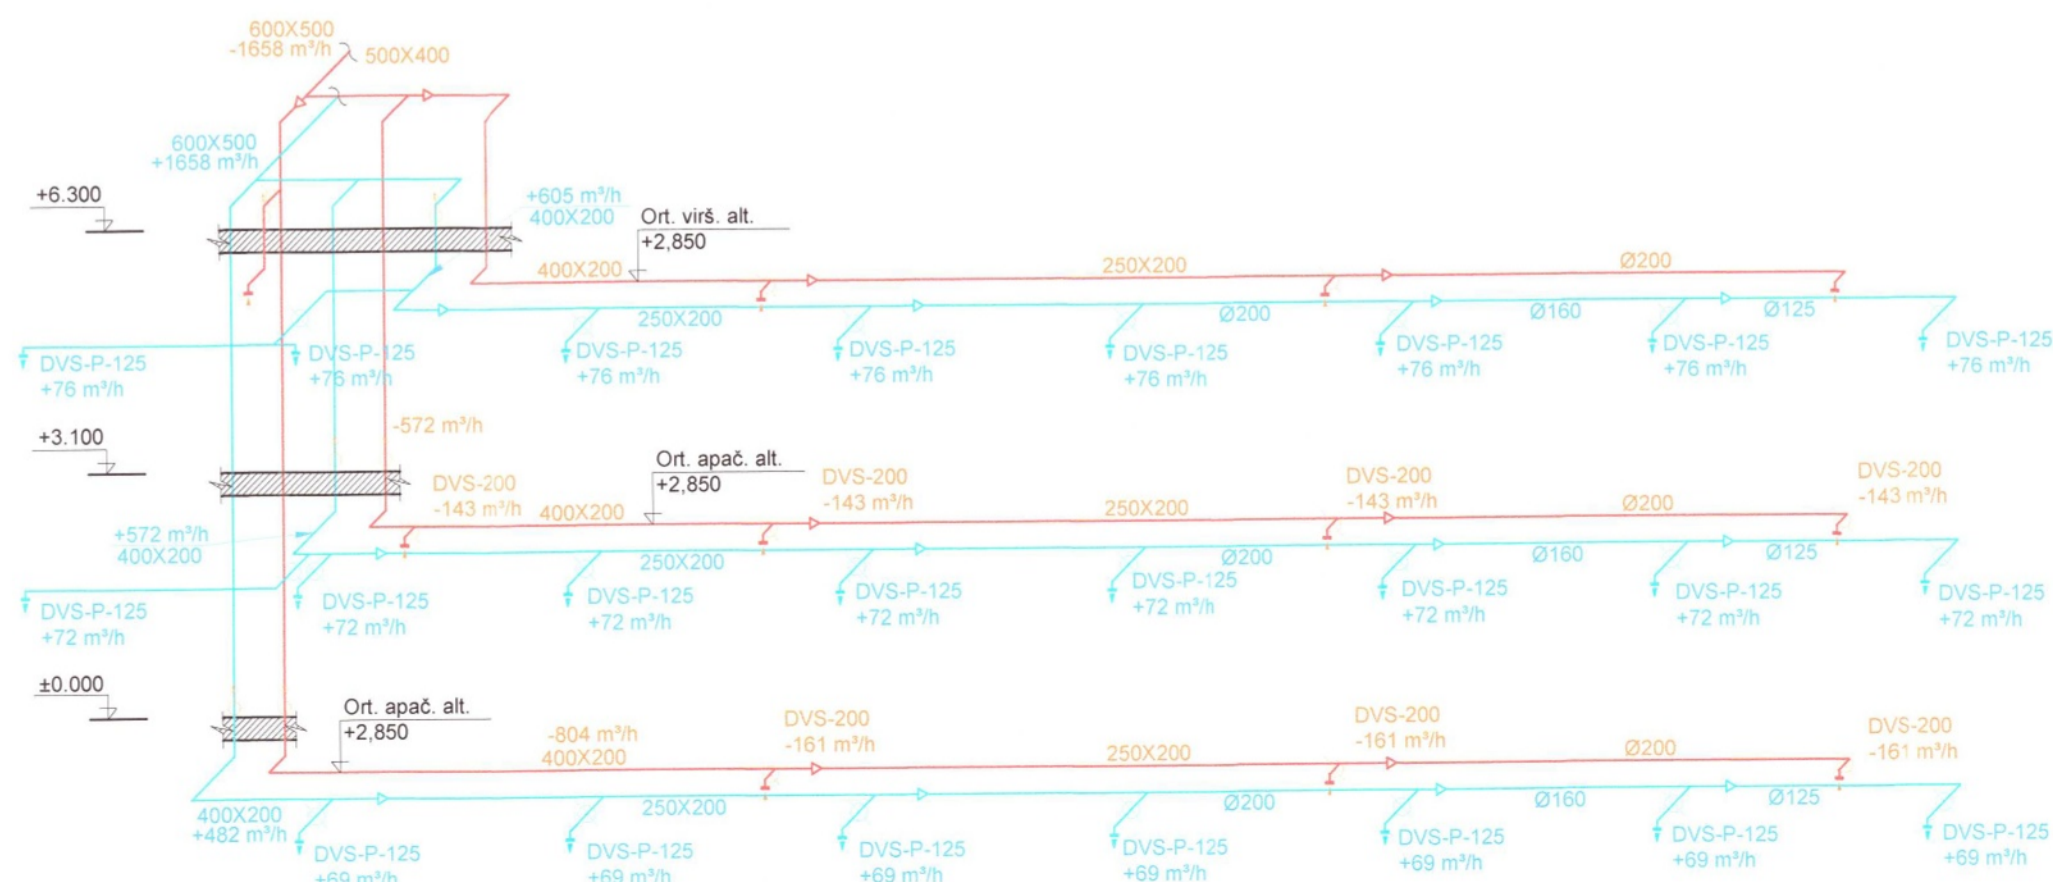 600X500
-1658 m³/h
500X400
600X500
+1658 m³/h
+6.300
+605 m³/h
400X200
Ort. virš. alt.
+2,850
400X200
250X200
Ø200
250X200
Ø200
Ø160
Ø125
DVS-P-125
+76 m³/h
DVS-P-125
+76 m³/h
DVS-P-125
+76 m³/h
DVS-P-125
+76 m³/h
DVS-P-125
+76 m³/h
DVS-P-125
+76 m³/h
DVS-P-125
+76 m³/h
DVS-P-125
+76 m³/h
-572 m³/h
+3.100
Ort. apač. alt.
+2,850
DVS-200
-143 m³/h
DVS-200
-143 m³/h
DVS-200
-143 m³/h
DVS-200
-143 m³/h
400X200
250X200
Ø200
+572 m³/h
400X200
250X200
Ø200
Ø160
Ø125
DVS-P-125
+72 m³/h
DVS-P-125
+72 m³/h
DVS-P-125
+72 m³/h
DVS-P-125
+72 m³/h
DVS-P-125
+72 m³/h
DVS-P-125
+72 m³/h
DVS-P-125
+72 m³/h
DVS-P-125
+72 m³/h
±0.000
Ort. apač. alt.
+2,850
-804 m³/h
400X200
DVS-200
-161 m³/h
250X200
DVS-200
-161 m³/h
Ø200
DVS-200
-161 m³/h
400X200
+482 m³/h
250X200
Ø200
Ø160
Ø125
DVS-P-125
+69 m³/h
DVS-P-125
+69 m³/h
DVS-P-125
+69 m³/h
DVS-P-125
+69 m³/h
DVS-P-125
+69 m³/h
DVS-P-125
+69 m³/h
DVS-P-125
+69 m³/h